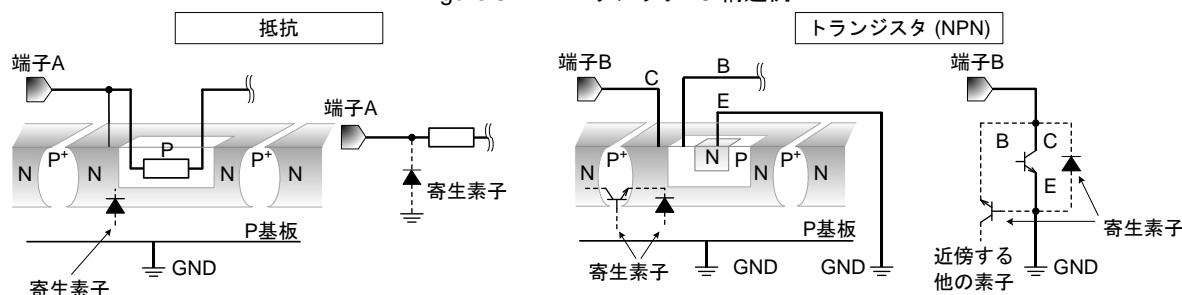 抵抗
トランジスタ (NPN)
端子A
P
N
P+
N
N
P+
N
P基板
寄生素子
GND
端子A
寄生素子
端子B
C
B
E
N
P+
N
N
P
N
P+
N
P基板
寄生素子
GND
GND
端子B
B
C
E
寄生素子
近傍する
他の素子
GND